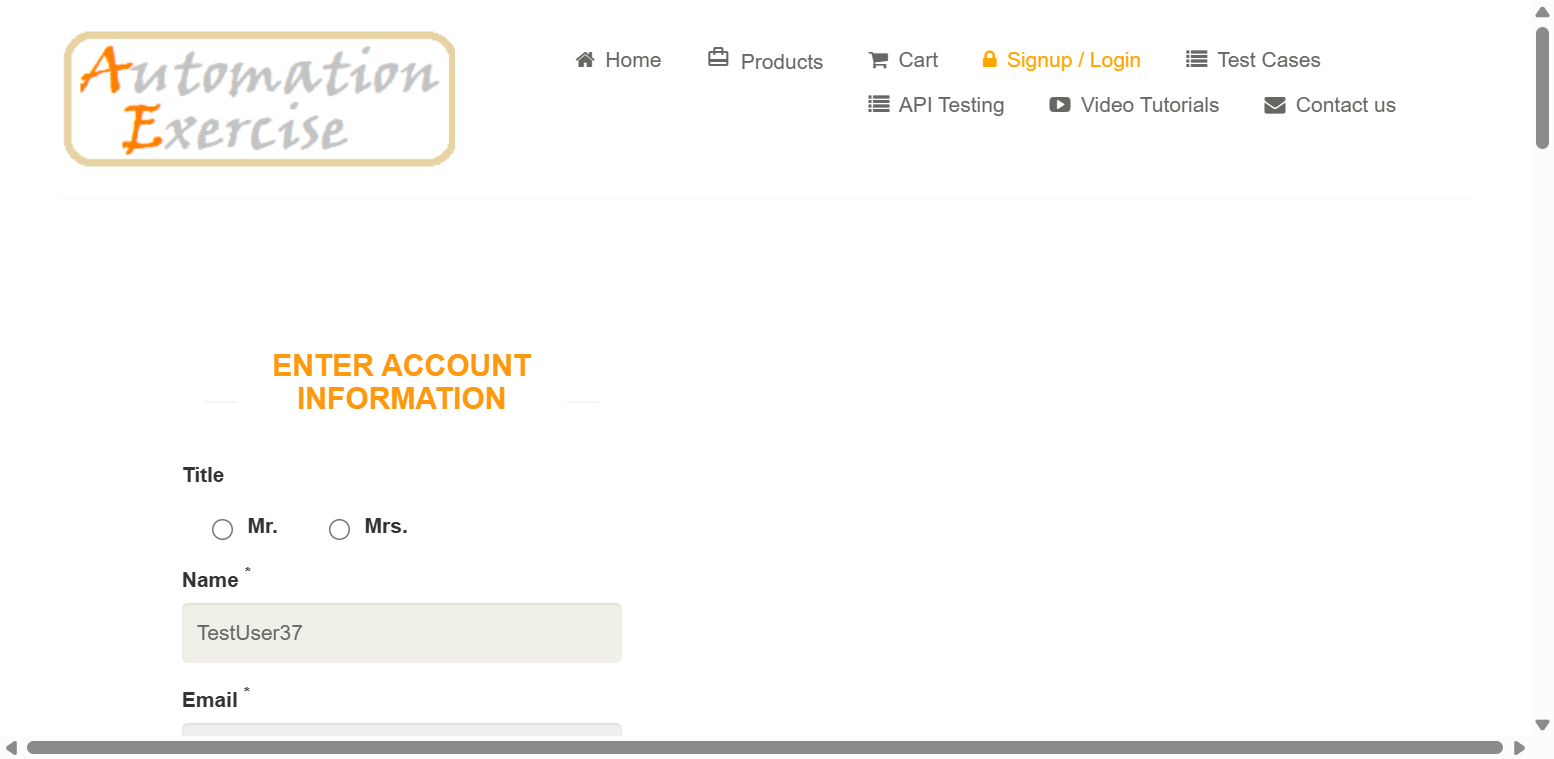 Automation
Exercise
Home
Products
Cart
Signup / Login
Test Cases
API Testing
Video Tutorials
Contact us
ENTER ACCOUNT
INFORMATION
Title
Mr.
Mrs.
Name *
TestUser37
Email *